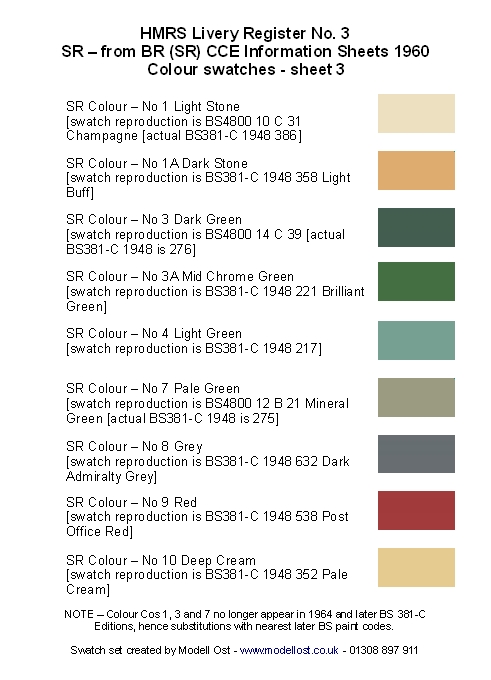 HMRS Livery Register No. 3
SR – from BR (SR) CCE Information Sheets 1960
Colour swatches - sheet 3
SR Colour – No 1 Light Stone
[swatch reproduction is BS4800 10 C 31
Champagne [actual BS381-C 1948 386]
SR Colour – No 1A Dark Stone
[swatch reproduction is BS381-C 1948 358 Light
Buff]
SR Colour – No 3 Dark Green
[swatch reproduction is BS4800 14 C 39 [actual
BS381-C 1948 is 276]
SR Colour – No 3A Mid Chrome Green
[swatch reproduction is BS381-C 1948 221 Brilliant
Green]
SR Colour – No 4 Light Green
[swatch reproduction is BS381-C 1948 217]
SR Colour – No 7 Pale Green
[swatch reproduction is BS4800 12 B 21 Mineral
Green [actual BS381-C 1948 is 275]
SR Colour – No 8 Grey
[swatch reproduction is BS381-C 1948 632 Dark
Admiralty Grey]
SR Colour – No 9 Red
[swatch reproduction is BS381-C 1948 538 Post
Office Red]
SR Colour – No 10 Deep Cream
[swatch reproduction is BS381-C 1948 352 Pale
Cream]
NOTE – Colour Cos 1, 3 and 7 no longer appear in 1964 and later BS 381-C
Editions, hence substitutions with nearest later BS paint codes.
Swatch set created by Modell Ost - www.modellost.co.uk - 01308 897 911